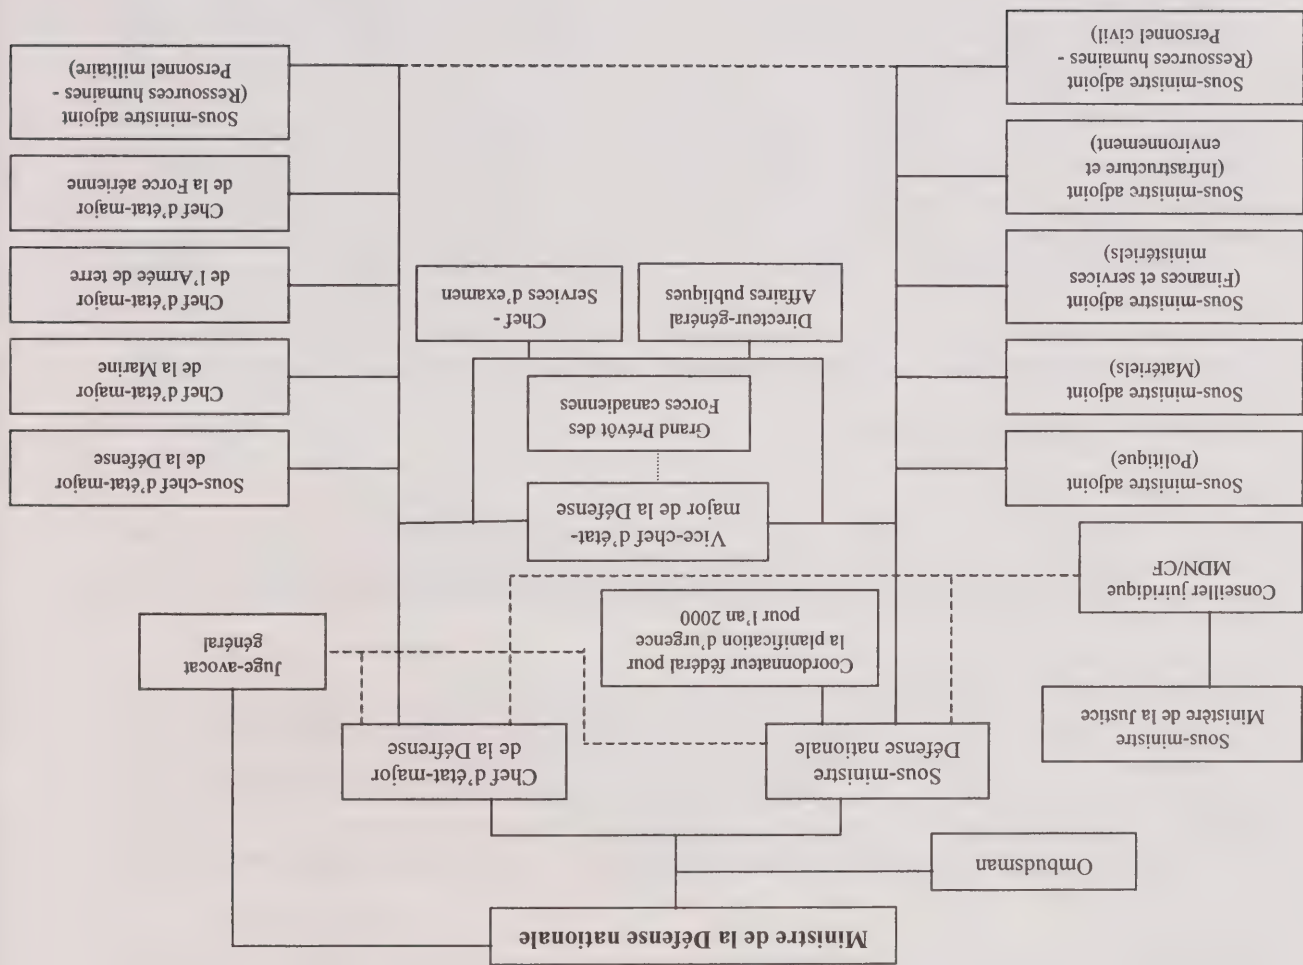 Ministre de la Défense nationale
Ombudsman
Sous-ministre
Défense nationale
Chef d'état-major
de la Défrense
Sous-ministre
Ministère de la Justice
Coordonnateur fédéral pour
la planification d'urgence
pour l'an 2000
Juge-avocat
général
Conseiller juiridique
MDN/CF
Vice-chef d'état-
major de la Défense
Grand Prévôt des
Forces canadiennes
Directeur-général
Affaires publiques
Chef -
Services d'examen
Sous-ministre adjoint
(Politique)
Sous-ministre adjoint
(Matériels)
Sous-ministre adjoint
(Finances et services
ministériels)
Sous-ministre adjoint
(Infrastructure et
environnement)
Sous-ministre adjoint
(Ressources humaines -
Personnel civil)
Sous-chef d'état-major
de la Défense
Chef d'état-major
de la Marine
Chef d'état-major
de l'Armée de terre
Chef d'état-major
de la Force aérienne
Sous-ministre adjoint
(Ressources humaines -
Personnel militaire)